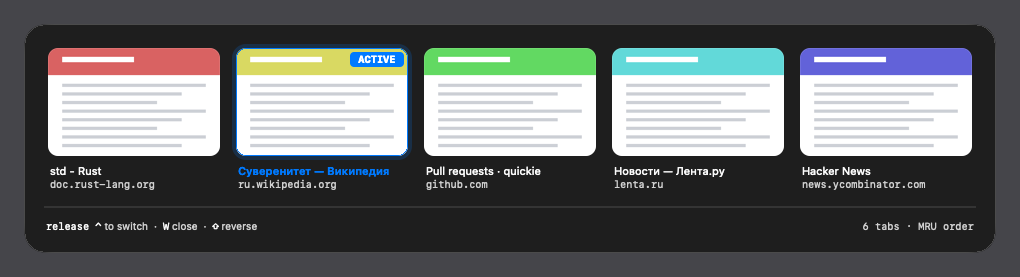 ACTIVE
std - Rust
doc.rust-lang.org
Суверенитет — Википедия
ru.wikipedia.org
Pull requests · quickie
github.com
Новости — Лента.ру
lenta.ru
Hacker News
news.ycombinator.com
release ^ to switch · W close · ⇧ reverse
6 tabs · MRU order